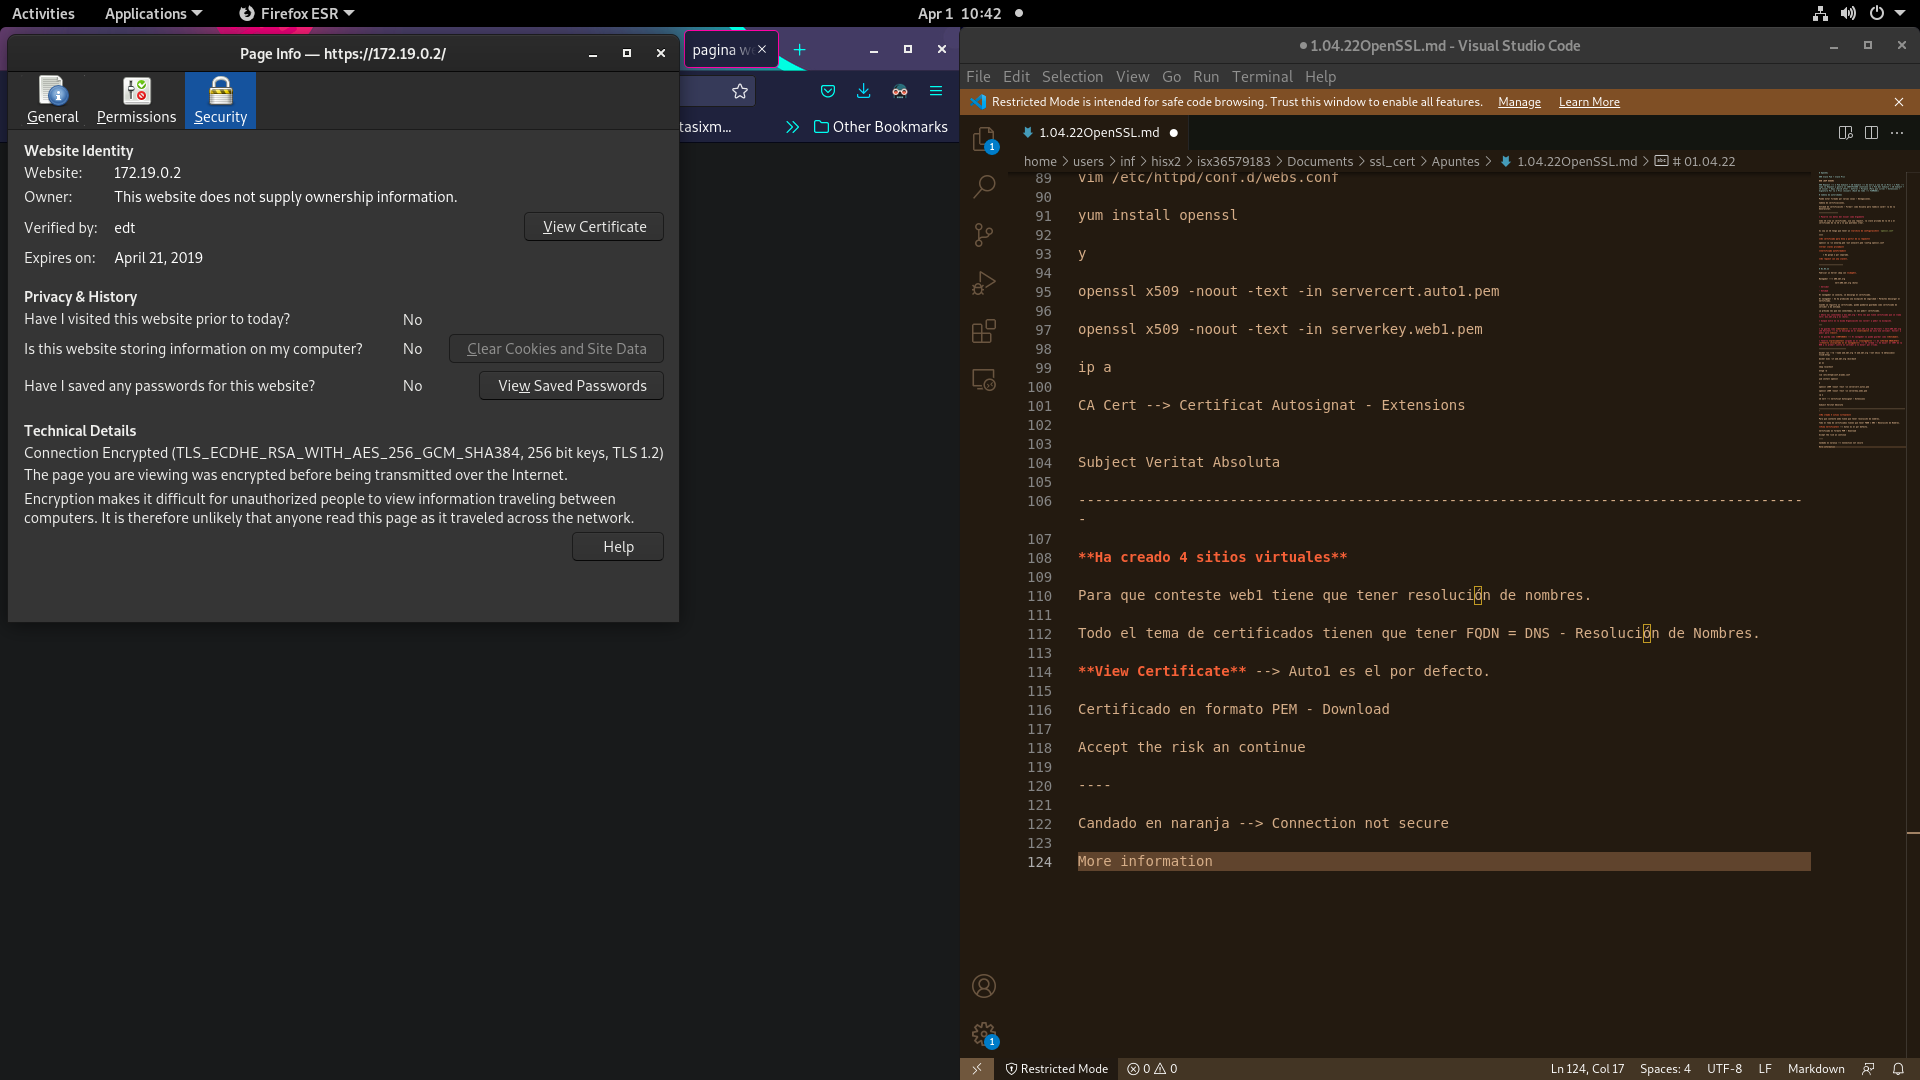 Activities Applications Firefox ESR Apr 1 10:42
Page Info — https://172.19.0.2/
General Permissions Security
Website Identity
Website: 172.19.0.2
Owner: This website does not supply ownership information.
Verified by: edt View Certificate
Expires on: April 21, 2019
Privacy & History
Have I visited this website prior to today? No
Is this website storing information on my computer? No Clear Cookies and Site Data
Have I saved any passwords for this website? No View Saved Passwords
Technical Details
Connection Encrypted (TLS_ECDHE_RSA_WITH_AES_256_GCM_SHA384, 256 bit keys, TLS 1.2)
The page you are viewing was encrypted before being transmitted over the Internet.
Encryption makes it difficult for unauthorized people to view information traveling between
computers. It is therefore unlikely that anyone read this page as it traveled across the network.
Help
pagina w
tasixm... Other Bookmarks
1.04.22OpenSSL.md - Visual Studio Code
File Edit Selection View Go Run Terminal Help
Restricted Mode is intended for safe code browsing. Trust this window to enable all features. Manage Learn More
1.04.22OpenSSL.md
home > users > inf > hisx2 > isx36579183 > Documents > ssl_cert > Apuntes > 1.04.22OpenSSL.md > # 01.04.22
89 vim /etc/httpd/conf.d/webs.conf
90
91 yum install openssl
92
93 y
94
95 openssl x509 -noout -text -in servercert.auto1.pem
96
97 openssl x509 -noout -text -in serverkey.web1.pem
98
99 ip a
100
101 CA Cert --> Certificat Autosignat - Extensions
102
103
104 Subject Veritat Absoluta
105
106 --------------------------------------------------------------------------------------
-
107
108 **Ha creado 4 sitios virtuales**
109
110 Para que conteste web1 tiene que tener resolución de nombres.
111
112 Todo el tema de certificados tienen que tener FQDN = DNS - Resolución de Nombres.
113
114 **View Certificate** --> Auto1 es el por defecto.
115
116 Certificado en formato PEM - Download
117
118 Accept the risk an continue
119
120 ----
121
122 Candado en naranja --> Connection not secure
123
124 More information
1
1
Restricted Mode 0 0 Ln 124, Col 17 Spaces: 4 UTF-8 LF Markdown